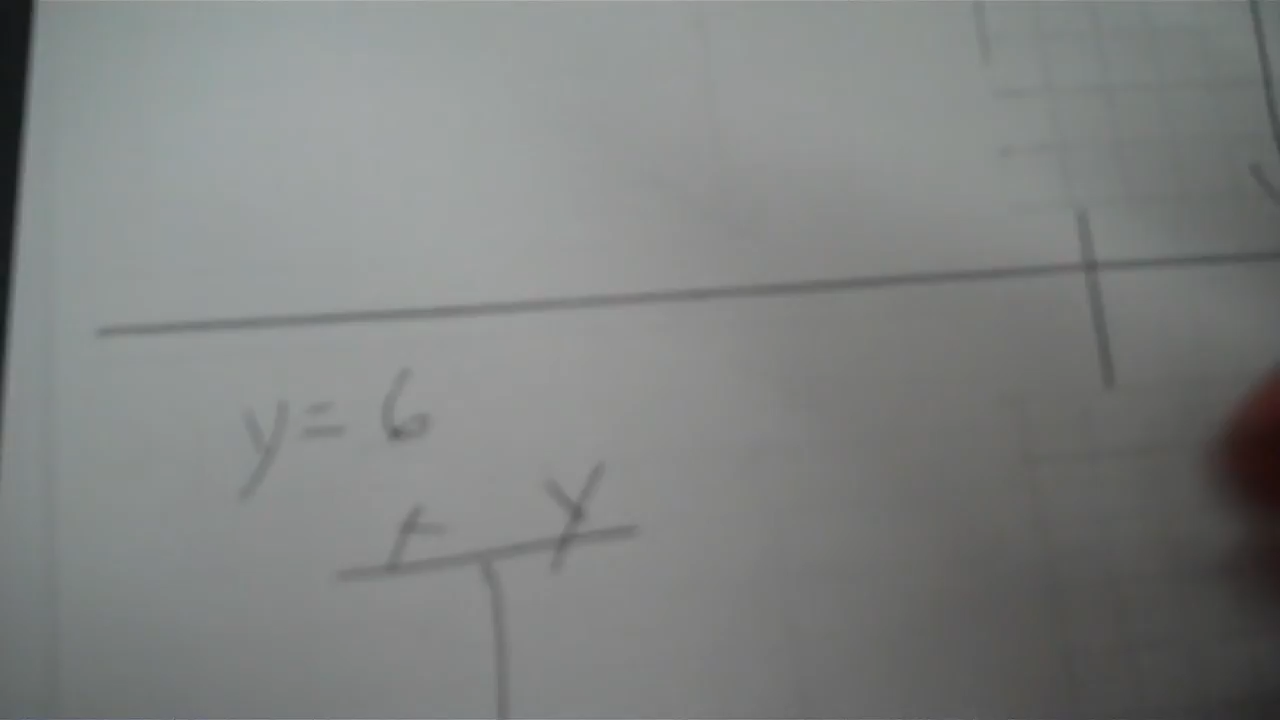 y = 6
x y